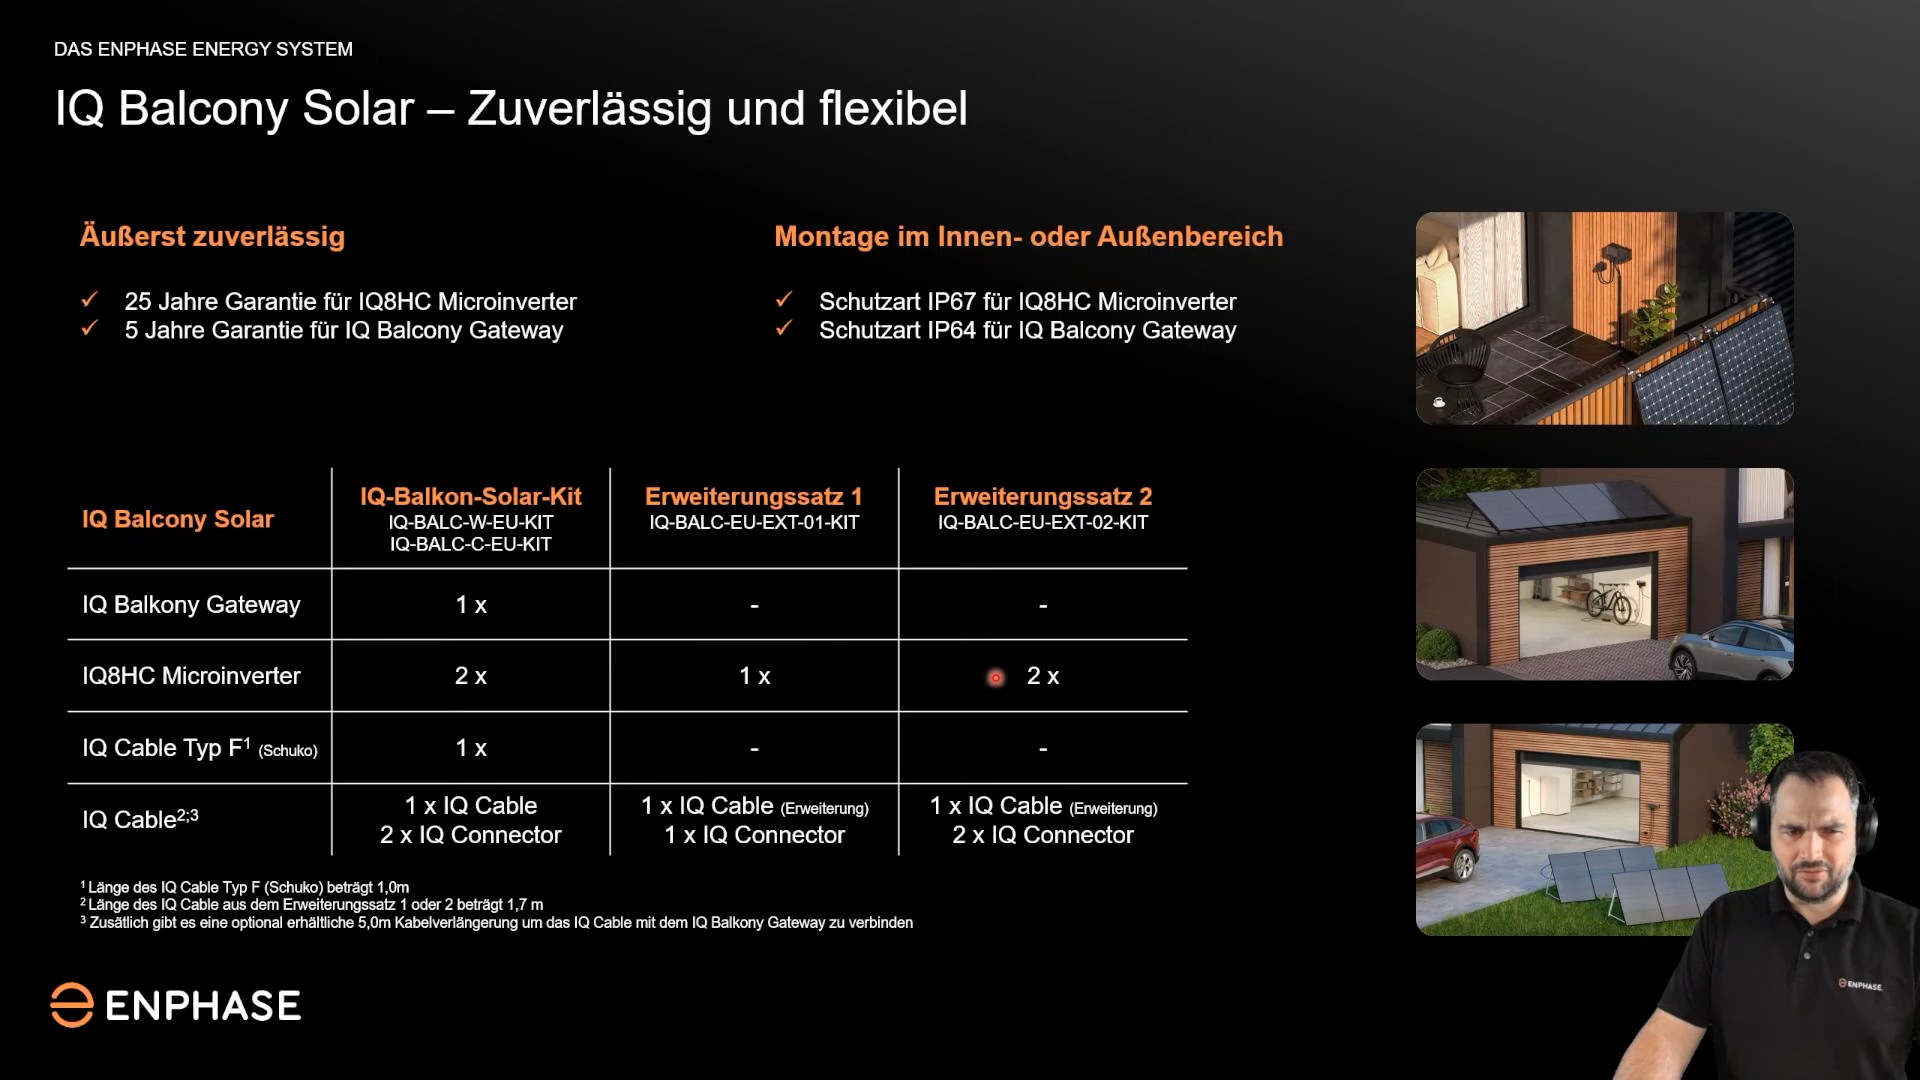 DAS ENPHASE ENERGY SYSTEM
IQ Balcony Solar – Zuverlässig und flexibel
Äußerst zuverlässig
✓ 25 Jahre Garantie für IQ8HC Microinverter
✓ 5 Jahre Garantie für IQ Balcony Gateway
Montage im Innen- oder Außenbereich
✓ Schutzart IP67 für IQ8HC Microinverter
✓ Schutzart IP64 für IQ Balcony Gateway
IQ Balcony Solar
IQ-Balkon-Solar-Kit
IQ-BALC-W-EU-KIT
IQ-BALC-C-EU-KIT
Erweiterungssatz 1
IQ-BALC-EU-EXT-01-KIT
Erweiterungssatz 2
IQ-BALC-EU-EXT-02-KIT
IQ Balkony Gateway 1 x - -
IQ8HC Microinverter 2 x 1 x 2 x
IQ Cable Typ F¹ (Schuko) 1 x - -
IQ Cable²;³
1 x IQ Cable
2 x IQ Connector
1 x IQ Cable (Erweiterung)
1 x IQ Connector
1 x IQ Cable (Erweiterung)
2 x IQ Connector
¹ Länge des IQ Cable Typ F (Schuko) beträgt 1,0m
² Länge des IQ Cable aus dem Erweiterungssatz 1 oder 2 beträgt 1,7 m
³ Zusätlich gibt es eine optional erhältliche 5,0m Kabelverlängerung um das IQ Cable mit dem IQ Balkony Gateway zu verbinden
ENPHASE
ENPHASE.